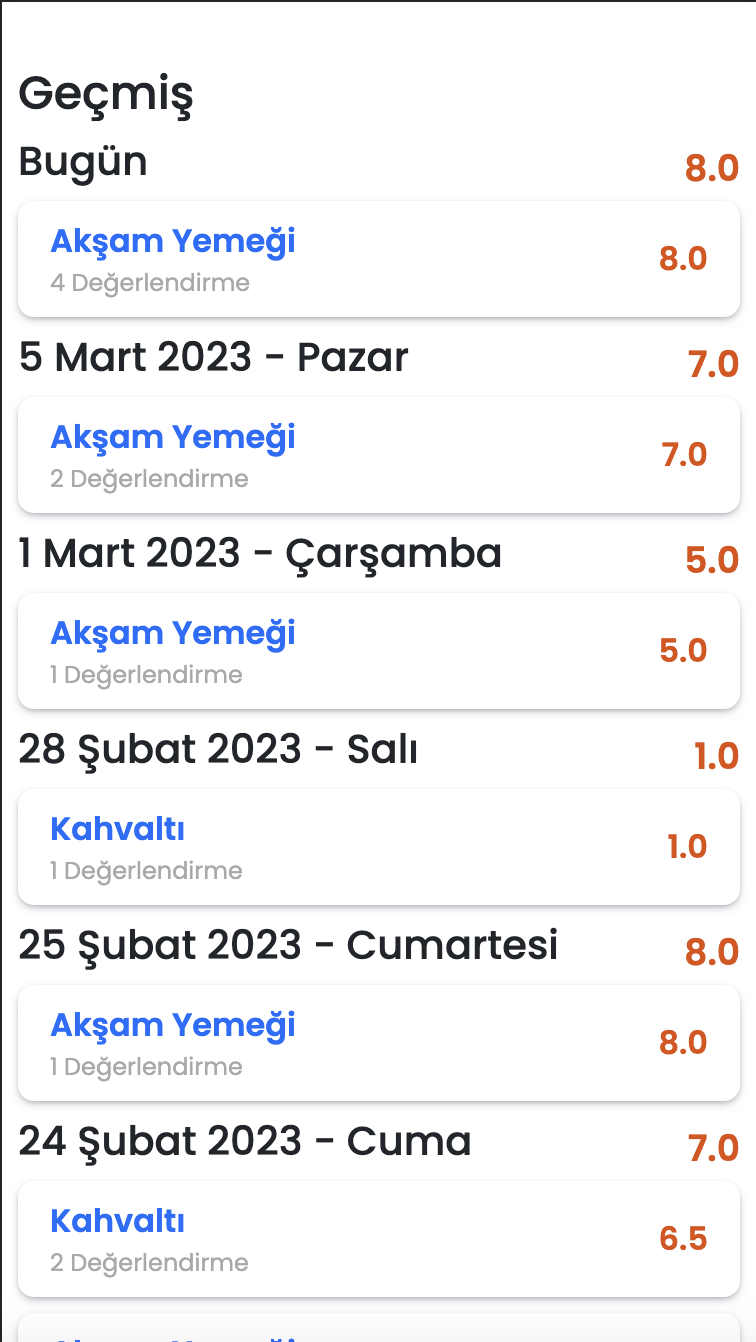 Geçmiş
Bugün 8.0
Akşam Yemeği
4 Değerlendirme 8.0
5 Mart 2023 - Pazar 7.0
Akşam Yemeği
2 Değerlendirme 7.0
1 Mart 2023 - Çarşamba 5.0
Akşam Yemeği
1 Değerlendirme 5.0
28 Şubat 2023 - Salı 1.0
Kahvaltı
1 Değerlendirme 1.0
25 Şubat 2023 - Cumartesi 8.0
Akşam Yemeği
1 Değerlendirme 8.0
24 Şubat 2023 - Cuma 7.0
Kahvaltı
2 Değerlendirme 6.5